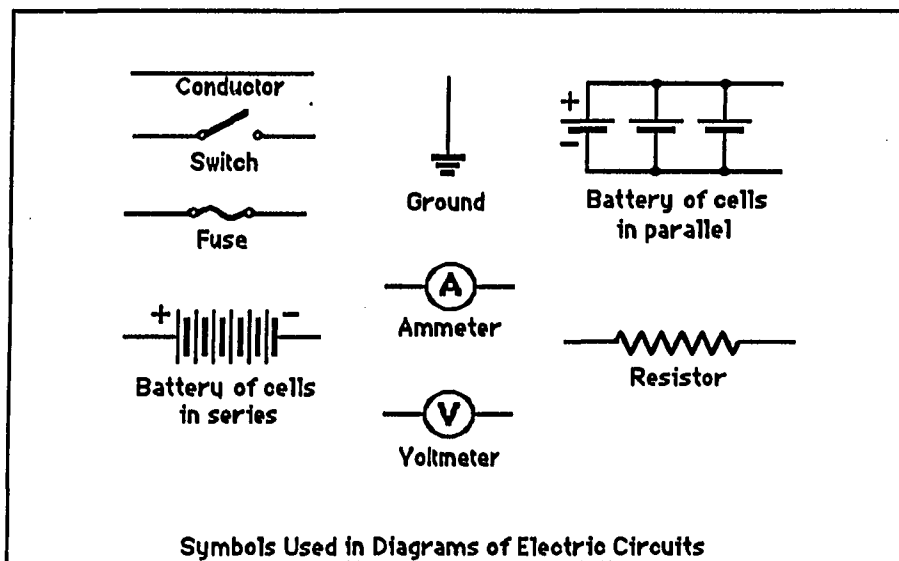 Conductor
Switch
Fuse
+ -
Battery of cells
in series
Ground
A
Ammeter
V
Voltmeter
+
-
Battery of cells
in parallel
Resistor
Symbols Used in Diagrams of Electric Circuits